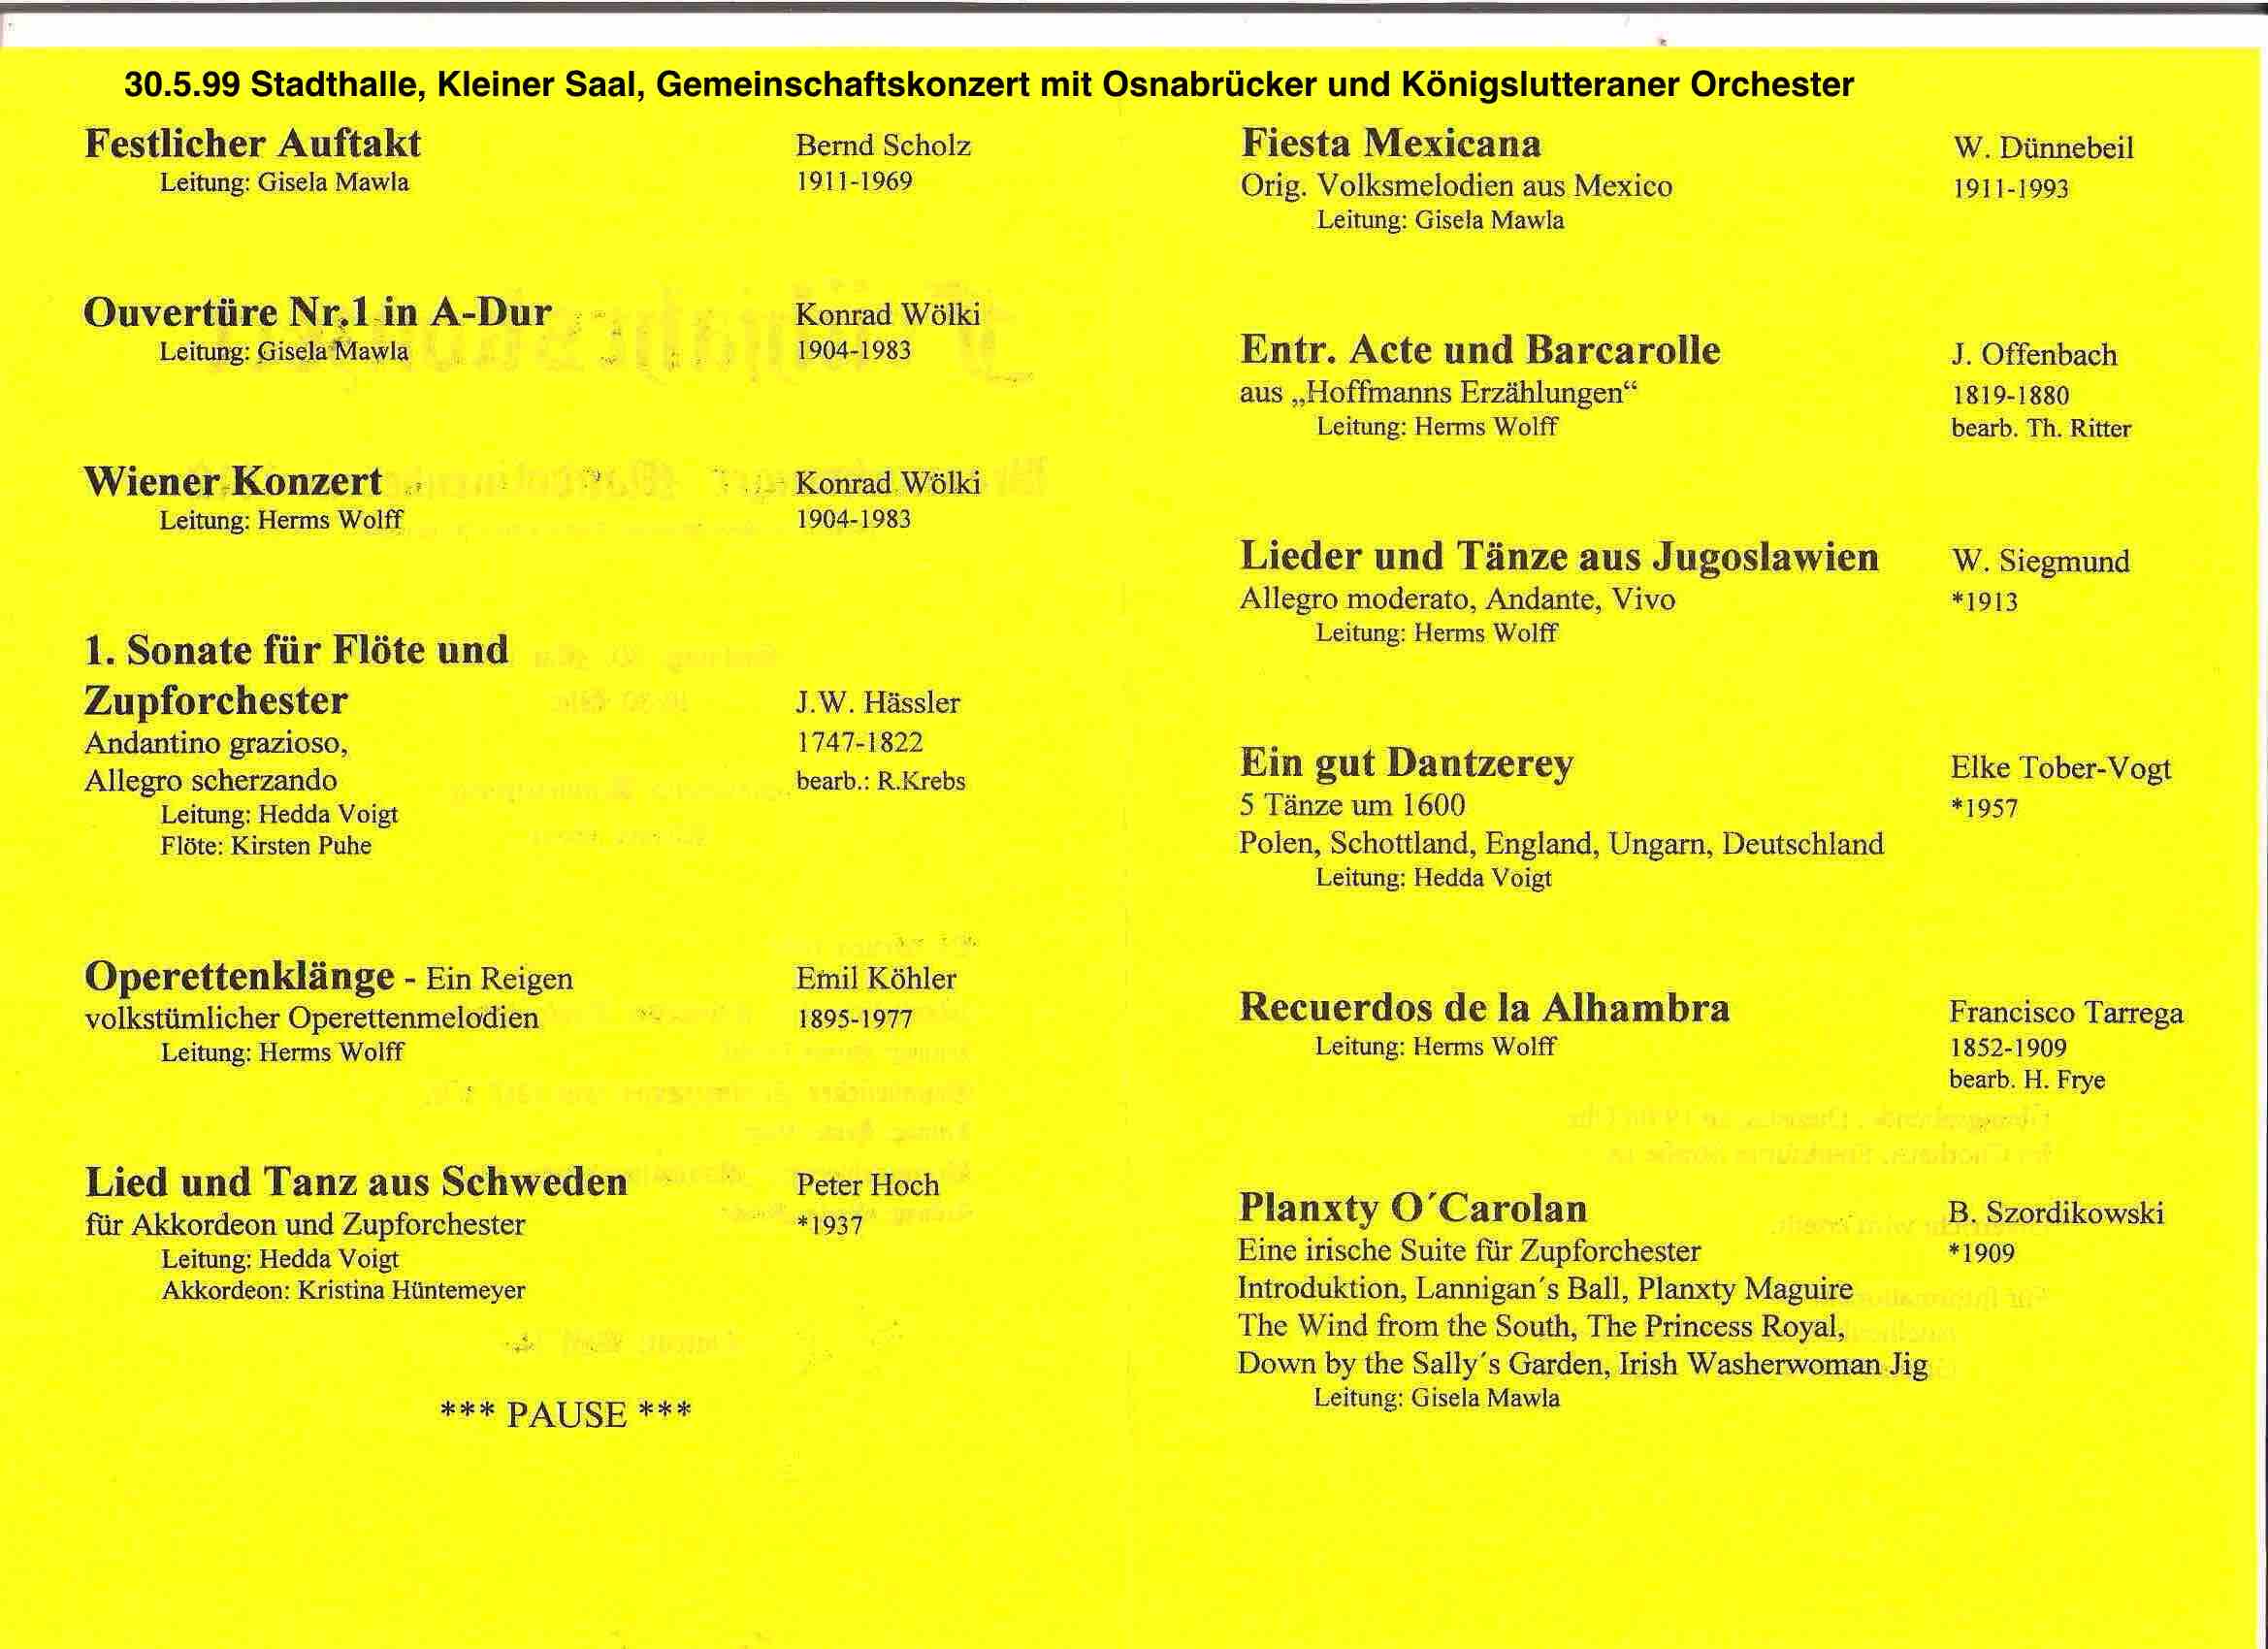 30.5.99 Stadthalle, Kleiner Saal, Gemeinschaftskonzert mit Osnabrücker und Königslutteraner Orchester
Festlicher Auftakt Bernd Scholz
Leitung: Gisela Mawla 1911-1969
Ouvertüre Nr.1 in A-Dur Konrad Wölki
Leitung: Gisela Mawla 1904-1983
Wiener Konzert Konrad Wölki
Leitung: Herms Wolff 1904-1983
1. Sonate für Flöte und
Zupforchester J.W. Hässler
Andantino grazioso, 1747-1822
Allegro scherzando bearb.: R.Krebs
Leitung: Hedda Voigt
Flöte: Kirsten Puhe
Operettenklänge - Ein Reigen Emil Köhler
volkstümlicher Operettenmelodien 1895-1977
Leitung: Herms Wolff
Lied und Tanz aus Schweden Peter Hoch
für Akkordeon und Zupforchester *1937
Leitung: Hedda Voigt
Akkordeon: Kristina Hüntemeyer
*** PAUSE ***
Fiesta Mexicana W. Dünnebeil
Orig. Volksmelodien aus Mexico 1911-1993
Leitung: Gisela Mawla
Entr. Acte und Barcarolle J. Offenbach
aus „Hoffmanns Erzählungen“ 1819-1880
Leitung: Herms Wolff bearb. Th. Ritter
Lieder und Tänze aus Jugoslawien W. Siegmund
Allegro moderato, Andante, Vivo *1913
Leitung: Herms Wolff
Ein gut Dantzerey Elke Tober-Vogt
5 Tänze um 1600 *1957
Polen, Schottland, England, Ungarn, Deutschland
Leitung: Hedda Voigt
Recuerdos de la Alhambra Francisco Tarrega
Leitung: Herms Wolff 1852-1909
bearb. H. Frye
Planxty O´Carolan B. Szordikowski
Eine irische Suite für Zupforchester *1909
Introduktion, Lannigan´s Ball, Planxty Maguire
The Wind from the South, The Princess Royal,
Down by the Sally´s Garden, Irish Washerwoman Jig
Leitung: Gisela Mawla